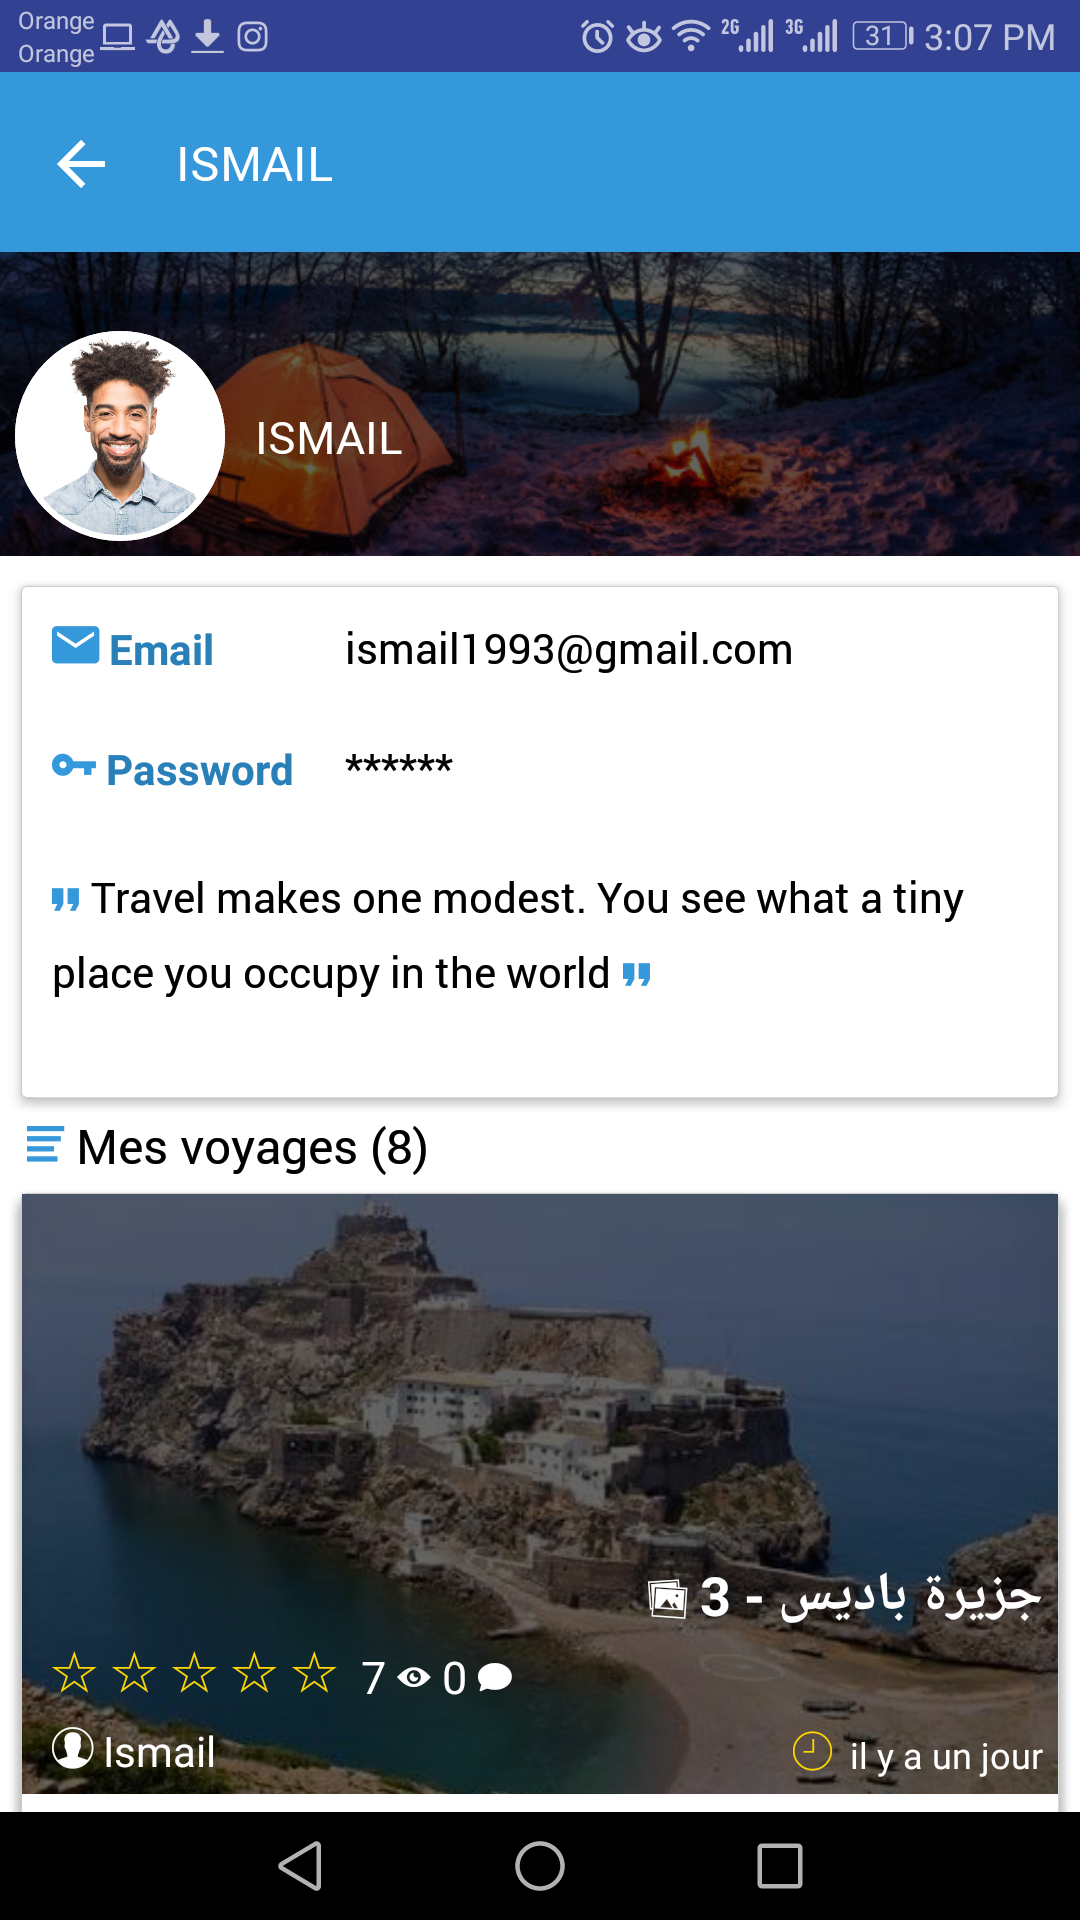 Orange
Orange
2G 3G 31 3:07 PM
ISMAIL
ISMAIL
Email ismail1993@gmail.com
Password ******
Travel makes one modest. You see what a tiny
place you occupy in the world
Mes voyages (8)
جزيرة باديس - 3
7 0
Ismail il y a un jour